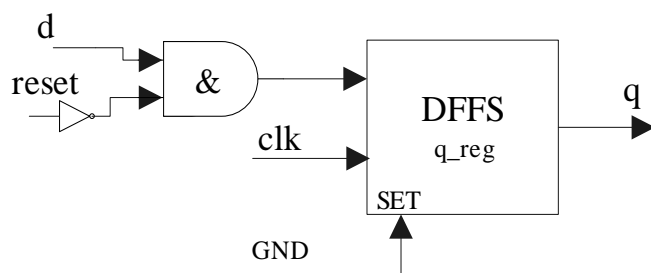 d
reset
&
clk
DFFS
q_reg
SET
q
GND